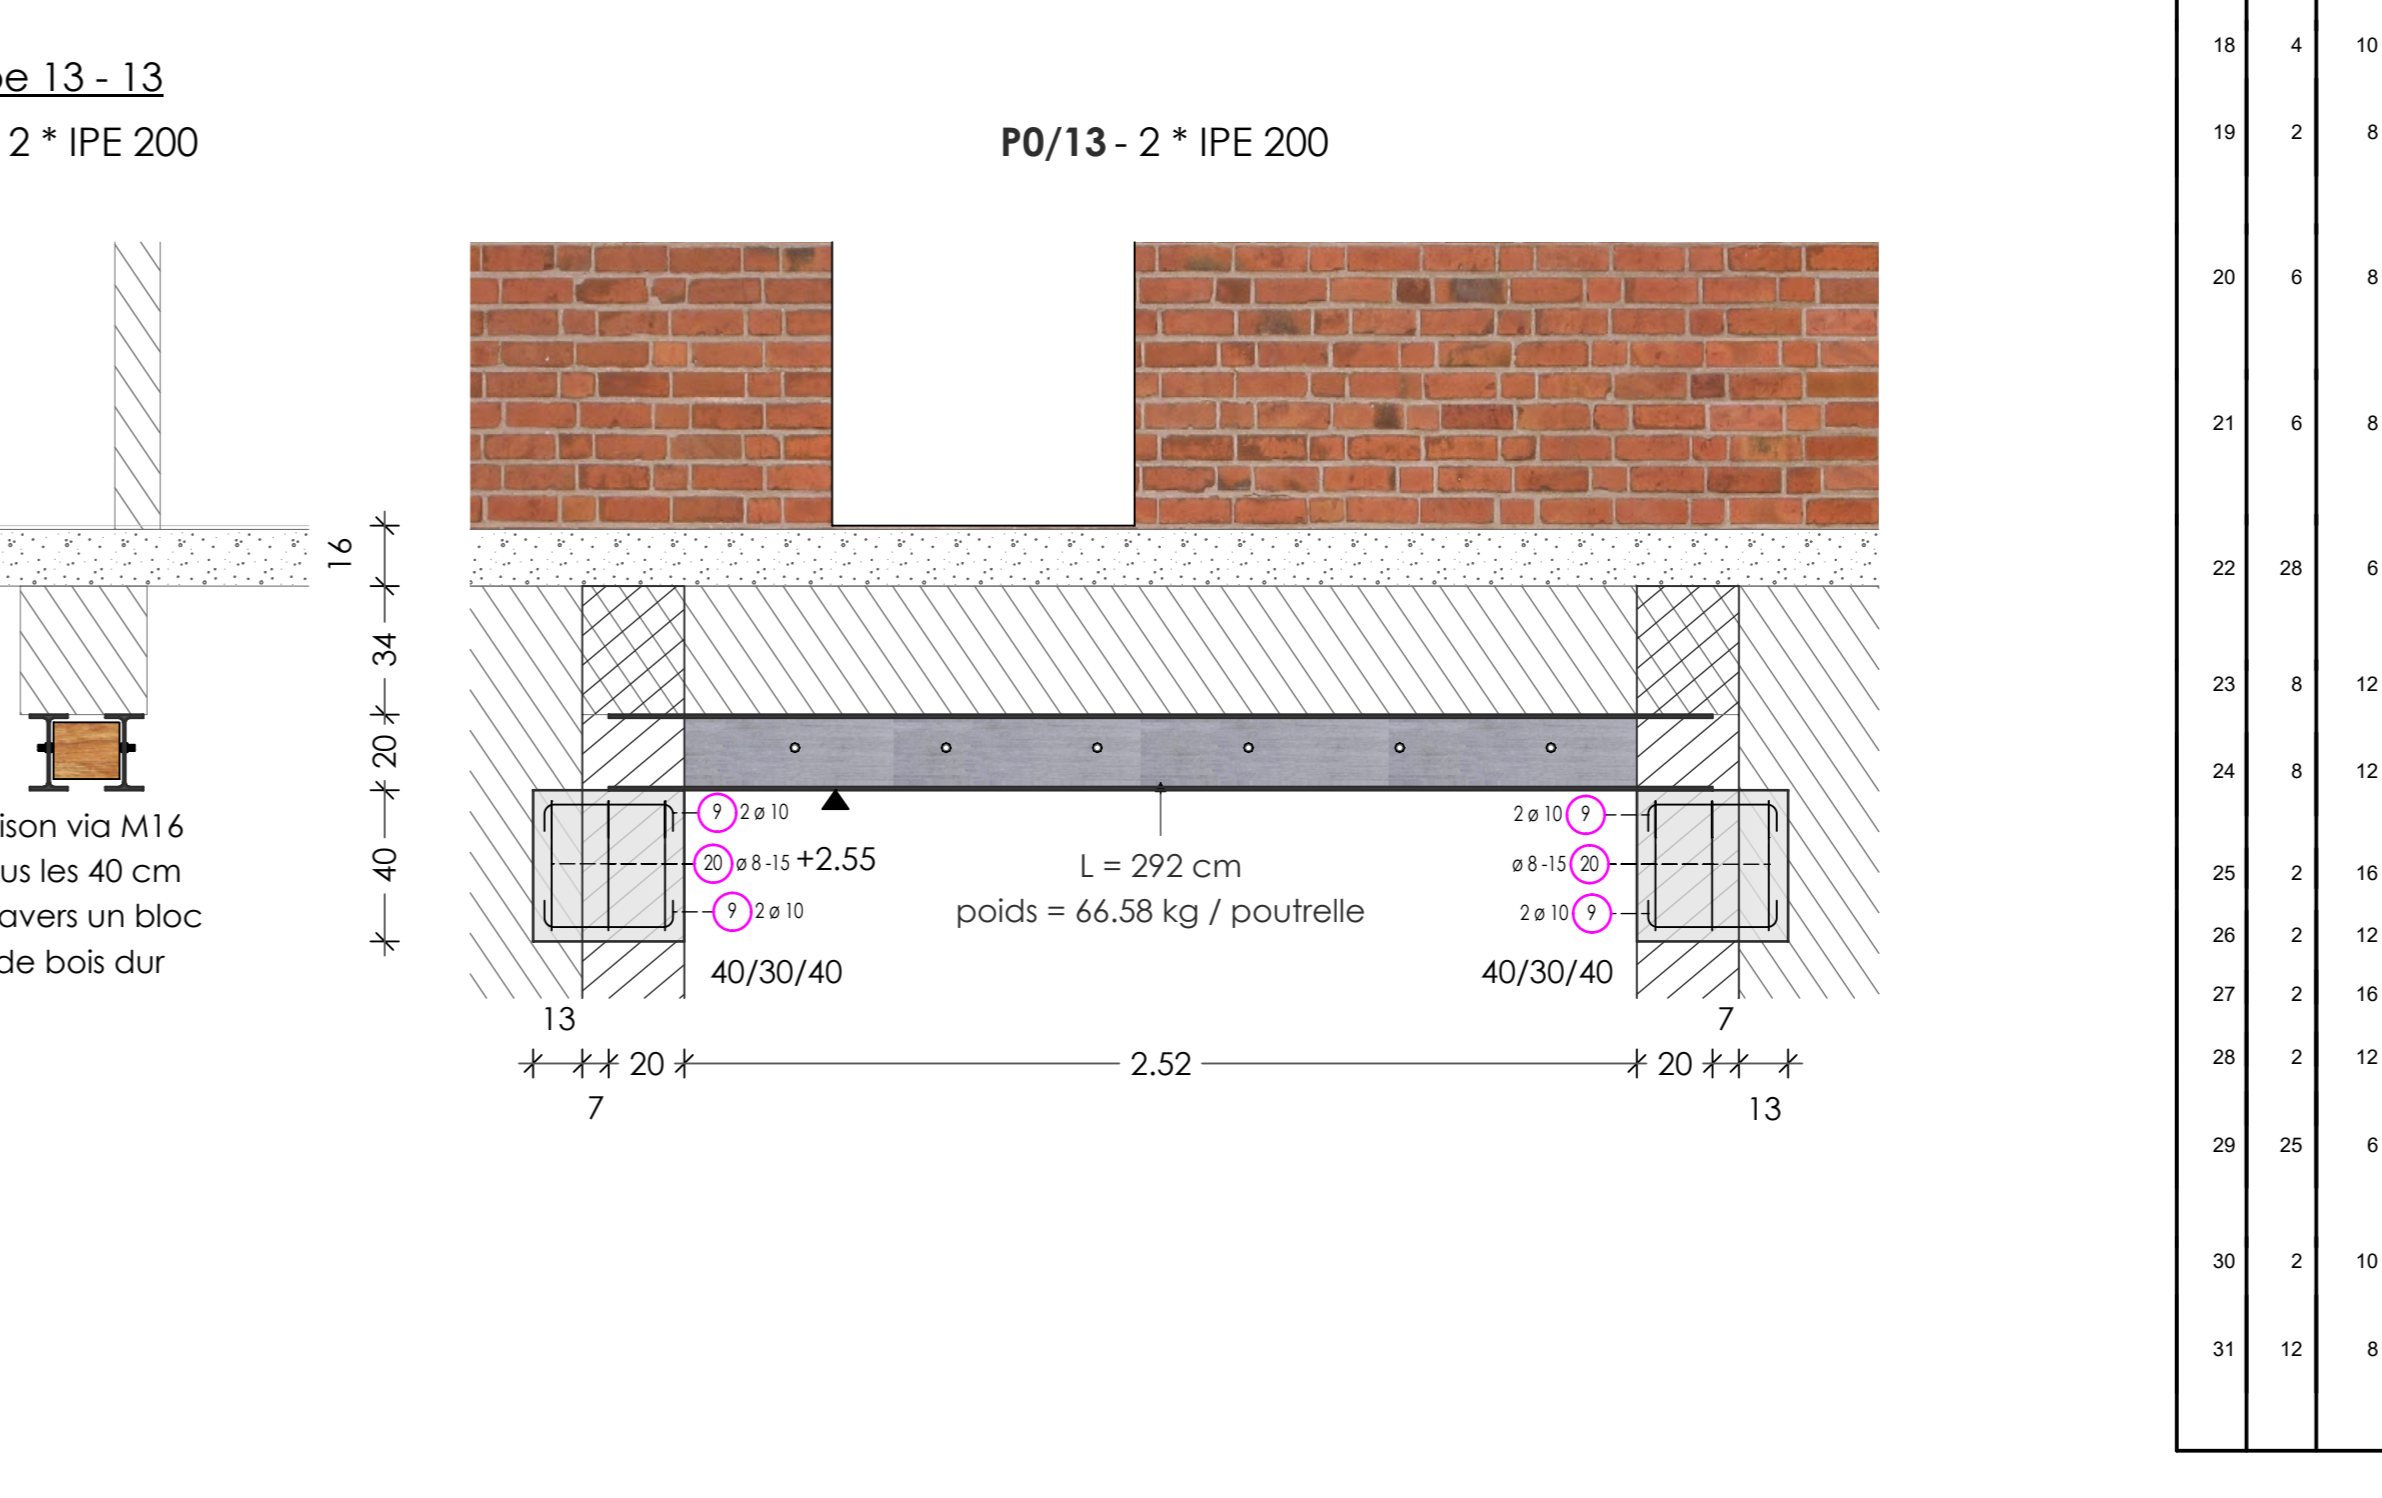 pe 13 - 13
2 * IPE 200
P0/13 - 2 * IPE 200
16
34
20
40
ison via M16
us les 40 cm
avers un bloc
de bois dur
9 2 ø 10
20 ø 8 -15 +2.55
9 2 ø 10
40/30/40
L = 292 cm
poids = 66.58 kg / poutrelle
2 ø 10 9
ø 8 -15 20
2 ø 10 9
40/30/40
13
7
20
2.52
20
7
13
18 4 10
19 2 8
20 6 8
21 6 8
22 28 6
23 8 12
24 8 12
25 2 16
26 2 12
27 2 16
28 2 12
29 25 6
30 2 10
31 12 8